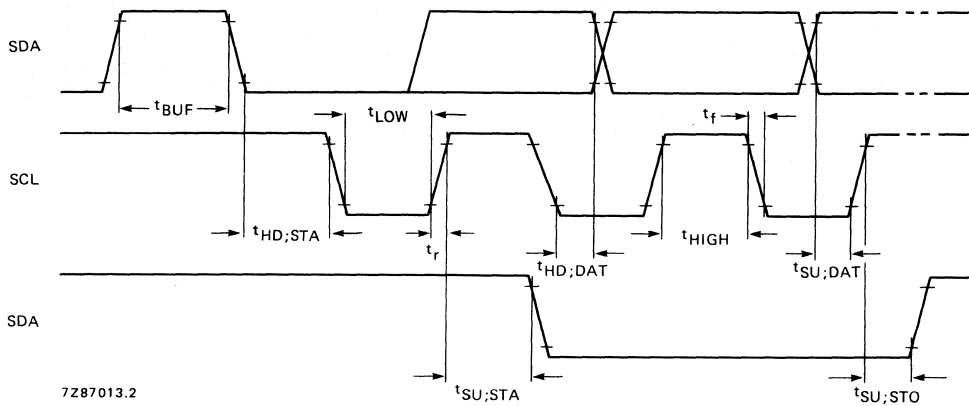 SDA
tBUF
tLOW
tf
SCL
tHD;STA
tr
tHD;DAT
tHIGH
tSU;DAT
SDA
7Z87013.2
tSU;STA
tSU;STO